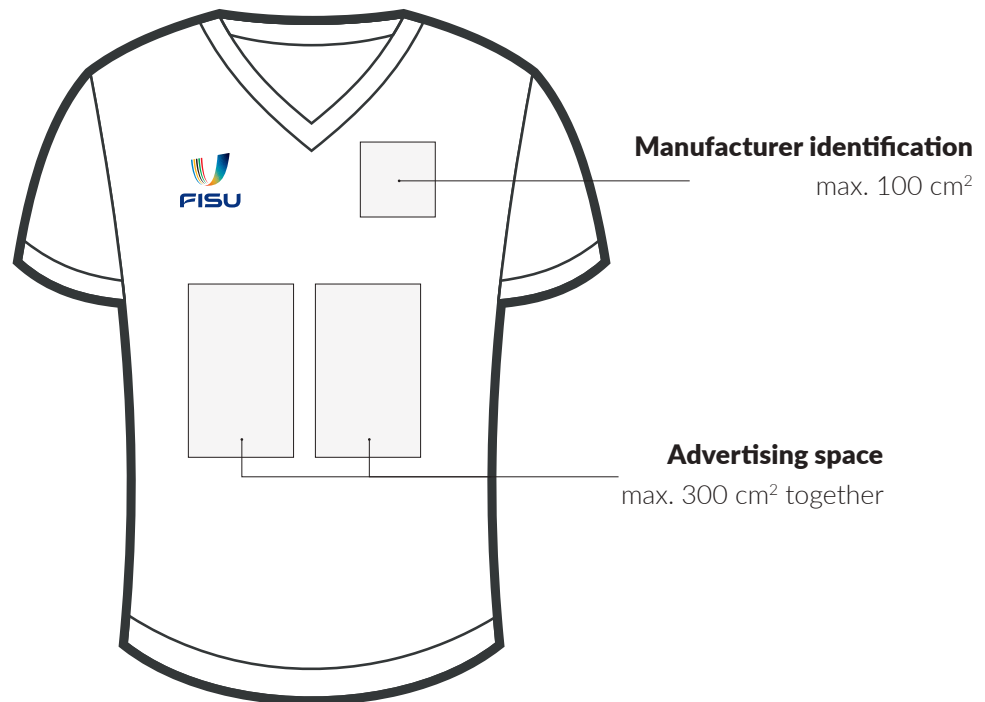 Manufacturer identification
max. 100 cm²
FISU
Advertising space
max. 300 cm² together